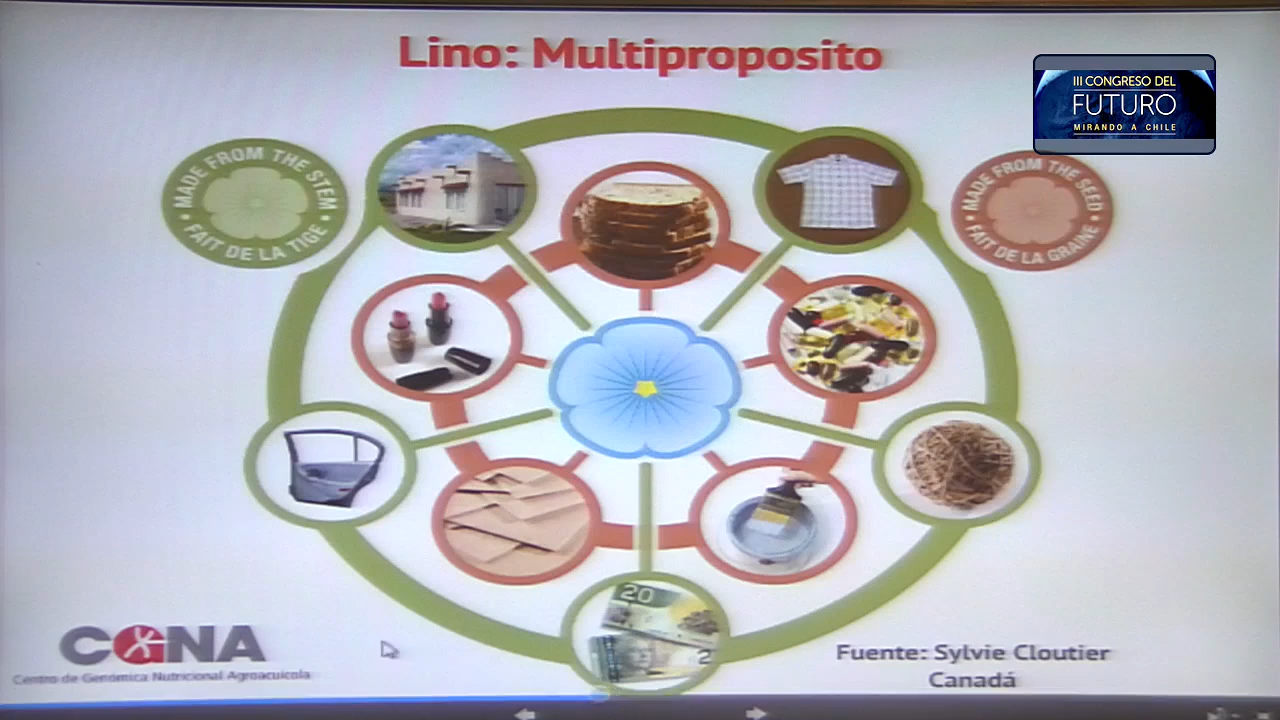 Lino: Multiproposito
III CONGRESO DEL
FUTURO
MIRANDO A CHILE
MADE FROM THE STEM
FAIT DE LA TIGE
MADE FROM THE SEED
FAIT DE LA GRAINE
20
2
CGNA
Centro de Genómica Nutricional Agroacuícola
Fuente: Sylvie Cloutier
Canadá